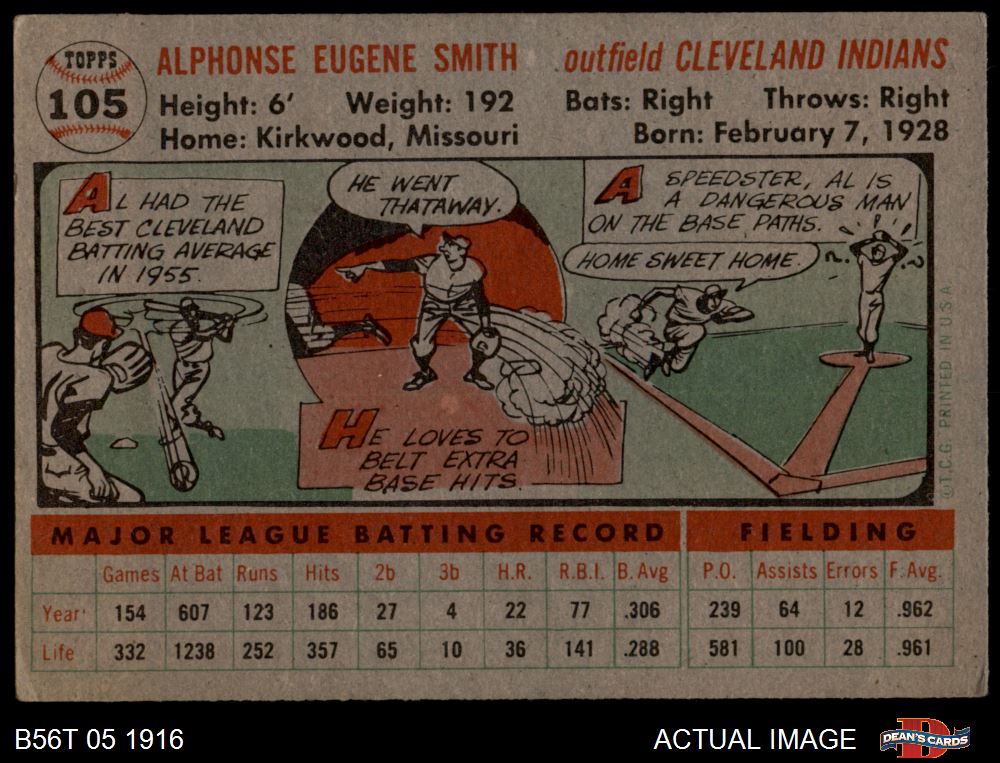 TOPPS
105
ALPHONSE EUGENE SMITH outfield CLEVELAND INDIANS
Height: 6' Weight: 192 Bats: Right Throws: Right
Home: Kirkwood, Missouri Born: February 7, 1928
AL HAD THE
BEST CLEVELAND
BATTING AVERAGE
IN 1955.
HE WENT
THATAWAY.
HE LOVES TO
BELT EXTRA
BASE HITS.
A SPEEDSTER, AL IS
A DANGEROUS MAN
ON THE BASE PATHS.
HOME SWEET HOME.
?. .?
©T.C.G. PRINTED IN U.S.A.
MAJOR LEAGUE BATTING RECORD FIELDING
Games At Bat Runs Hits 2b 3b H.R. R.B.I. B. Avg P.O. Assists Errors F. Avg.
Year 154 607 123 186 27 4 22 77 .306 239 64 12 .962
Life 332 1238 252 357 65 10 36 141 .288 581 100 28 .961
B56T 05 1916 ACTUAL IMAGE DEAN'S CARDS